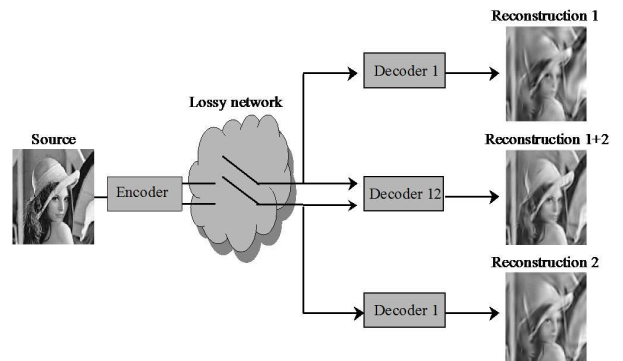 Reconstruction 1
Decoder 1
Lossy network
Source
Reconstruction 1+2
Encoder
Decoder 12
Reconstruction 2
Decoder 1